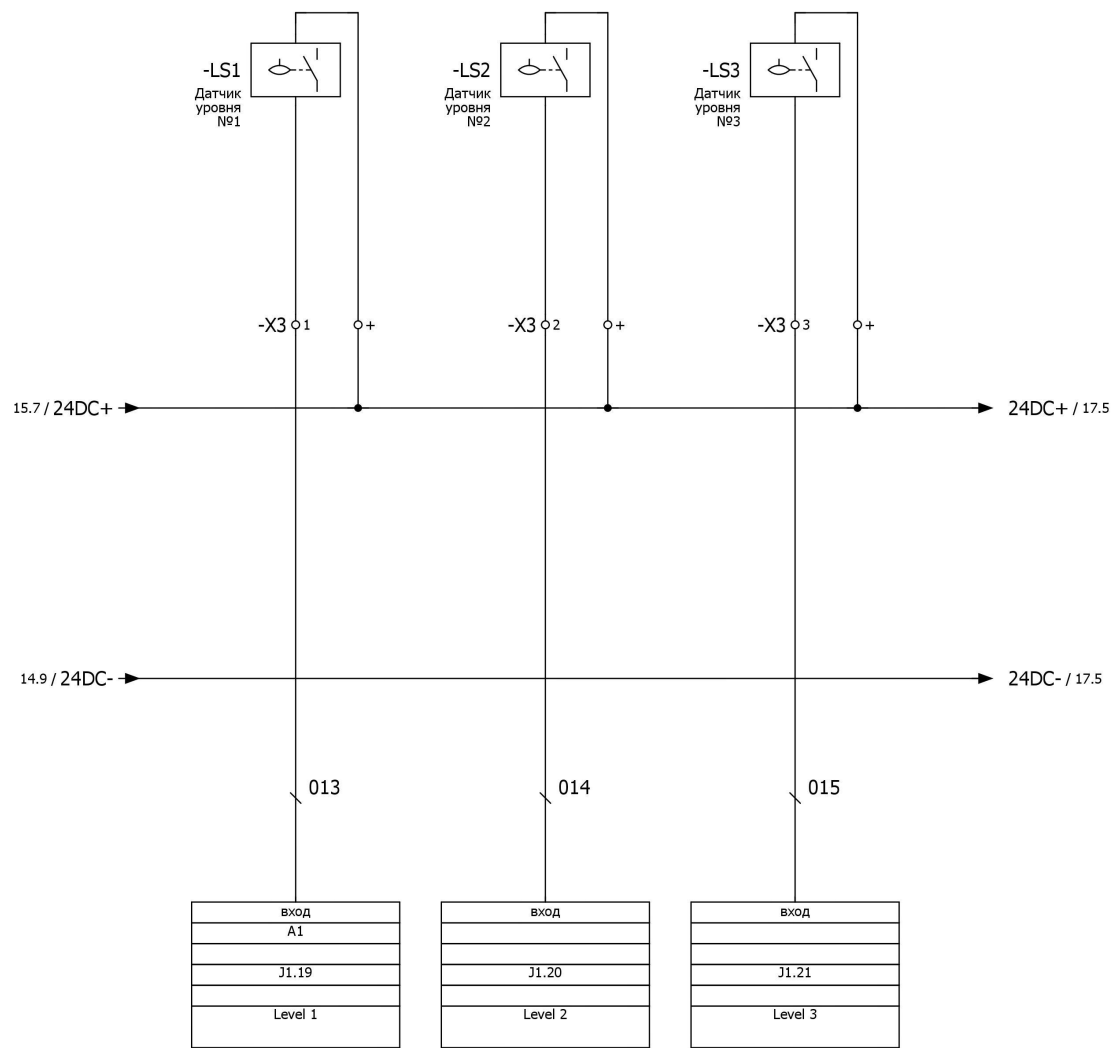 -LS1
Датчик
уровня
№1
-LS2
Датчик
уровня
№2
-LS3
Датчик
уровня
№3
-X3 1 +
-X3 2 +
-X3 3 +
15.7 / 24DC+
24DC+ / 17.5
14.9 / 24DC-
24DC- / 17.5
013
014
015
вход
A1
J1.19
Level 1
вход
J1.20
Level 2
вход
J1.21
Level 3